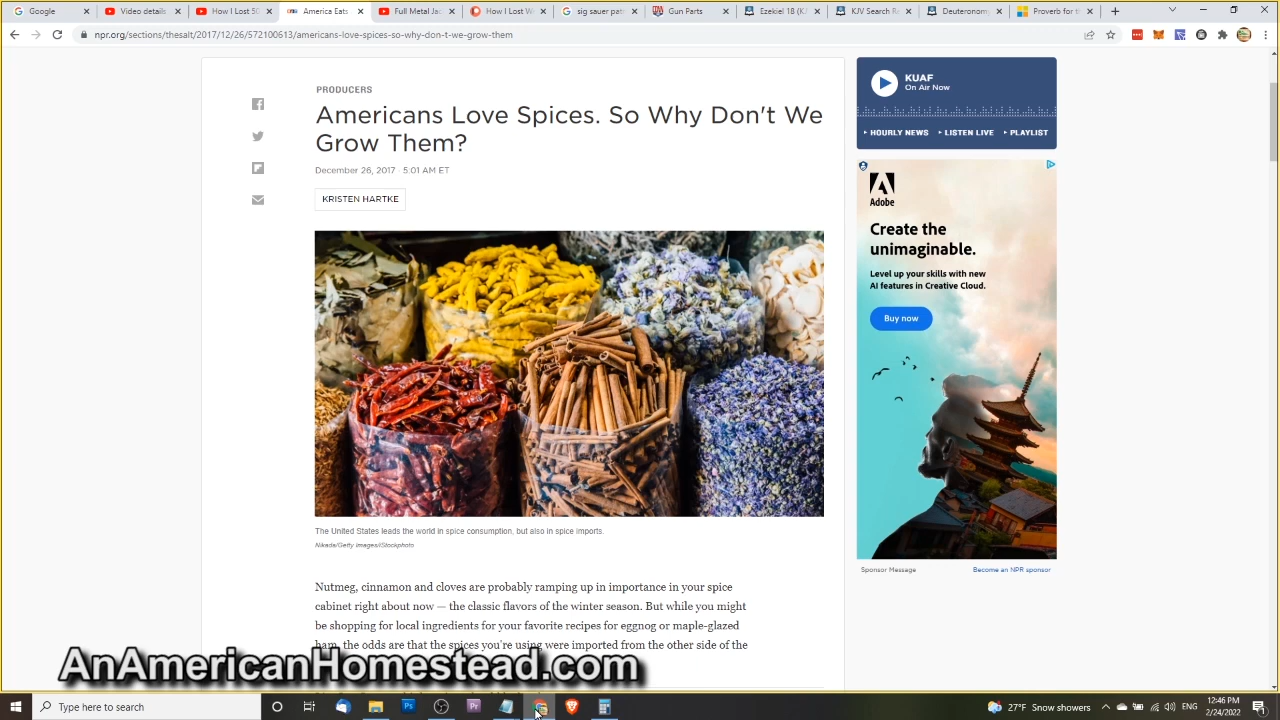 Google
Video details
How I Lost 50
America Eats
Full Metal Jac
How I Lost W
sig sauer pat
Gun Parts
Ezekiel 18 (K
KJV Search R
Deuteronom
Proverb for t
npr.org/sections/thesalt/2017/12/26/572100613/americans-love-spices-so-why-don-t-we-grow-them
PRODUCERS
Americans Love Spices. So Why Don't We
Grow Them?
December 26, 2017 · 5:01 AM ET
KRISTEN HARTKE
The United States leads the world in spice consumption, but also in spice imports.
Nikada/Getty Images/iStockphoto
Nutmeg, cinnamon and cloves are probably ramping up in importance in your spice
cabinet right about now — the classic flavors of the winter season. But while you might
be shopping for local ingredients for your favorite recipes for eggnog or maple-glazed
ham, the odds are that the spices you're using were imported from the other side of the
KUAF
On Air Now
HOURLY NEWS
LISTEN LIVE
PLAYLIST
Adobe
Create the
unimaginable.
Level up your skills with new
AI features in Creative Cloud.
Buy now
Sponsor Message
Become an NPR sponsor
AnAmericanHomestead.com
Type here to search
Ps
Pr
27°F Snow showers
ENG
12:46 PM
2/24/2022